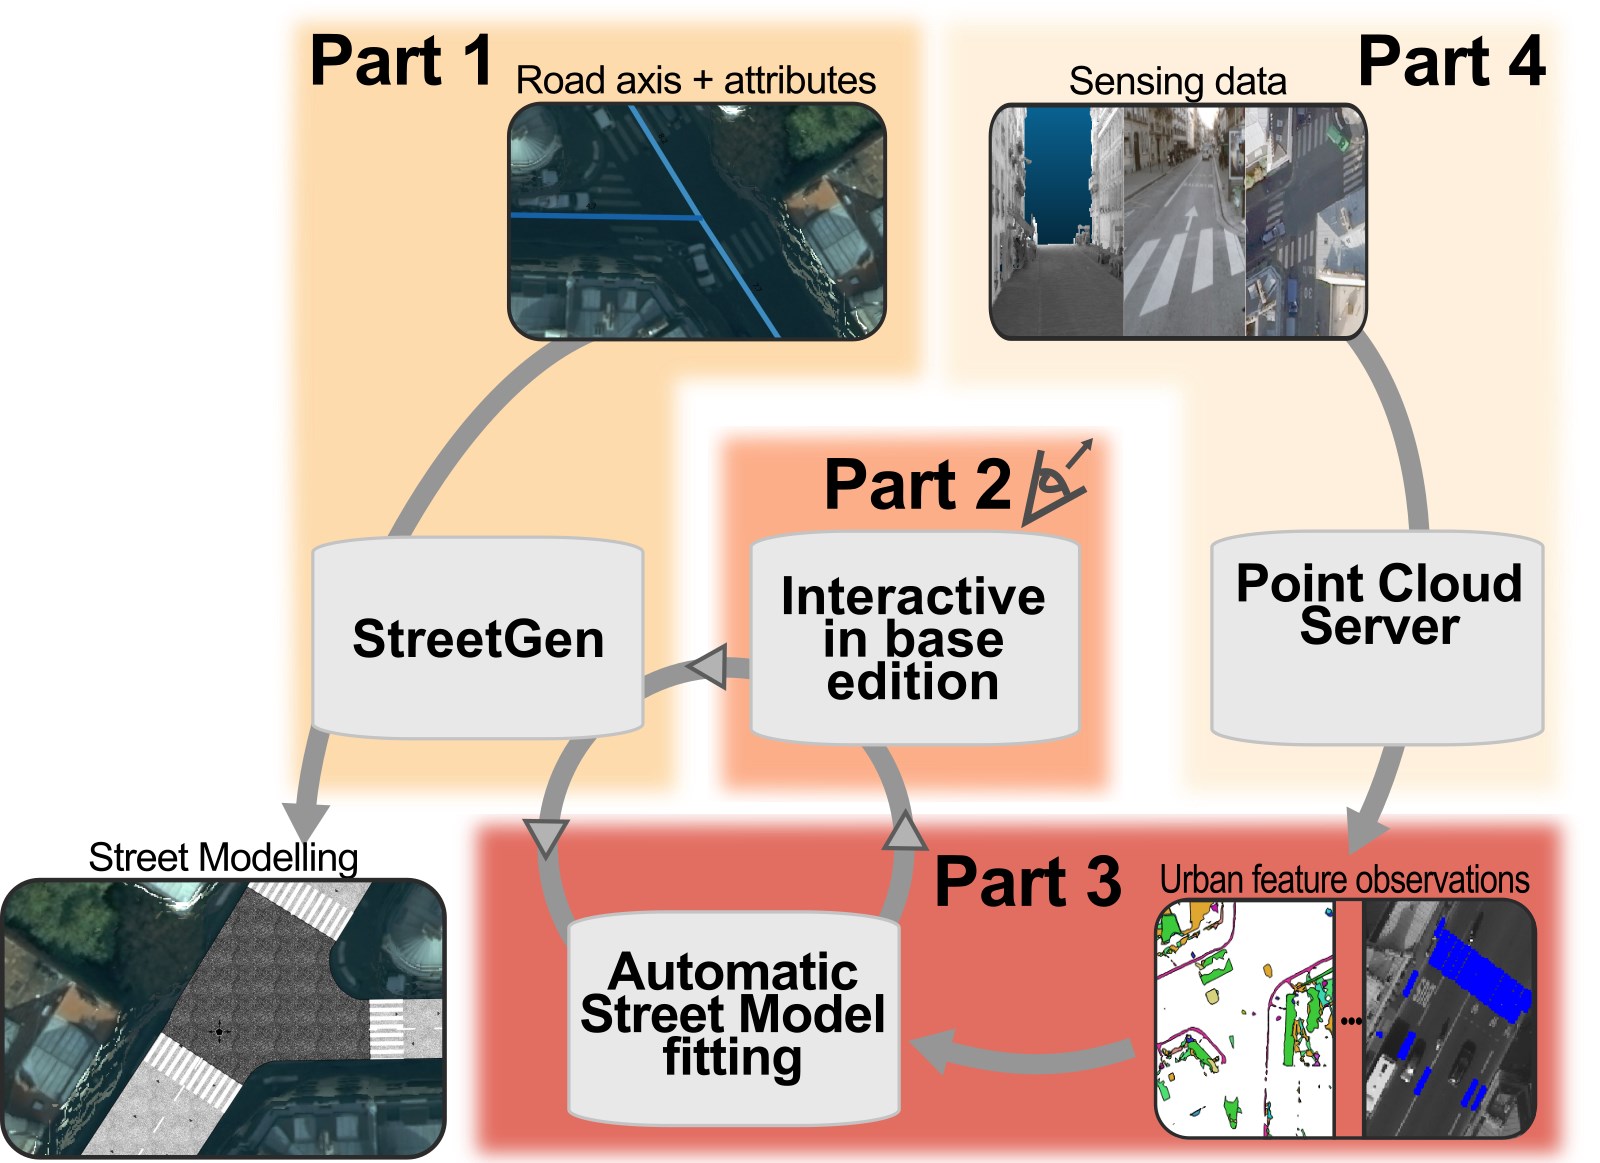 Part 1
Road axis + attributes
Sensing data
Part 4
Part 2
StreetGen
Interactive
in base
edition
Point Cloud
Server
Street Modelling
Part 3
Urban feature observations
Automatic
Street Model
fitting
...